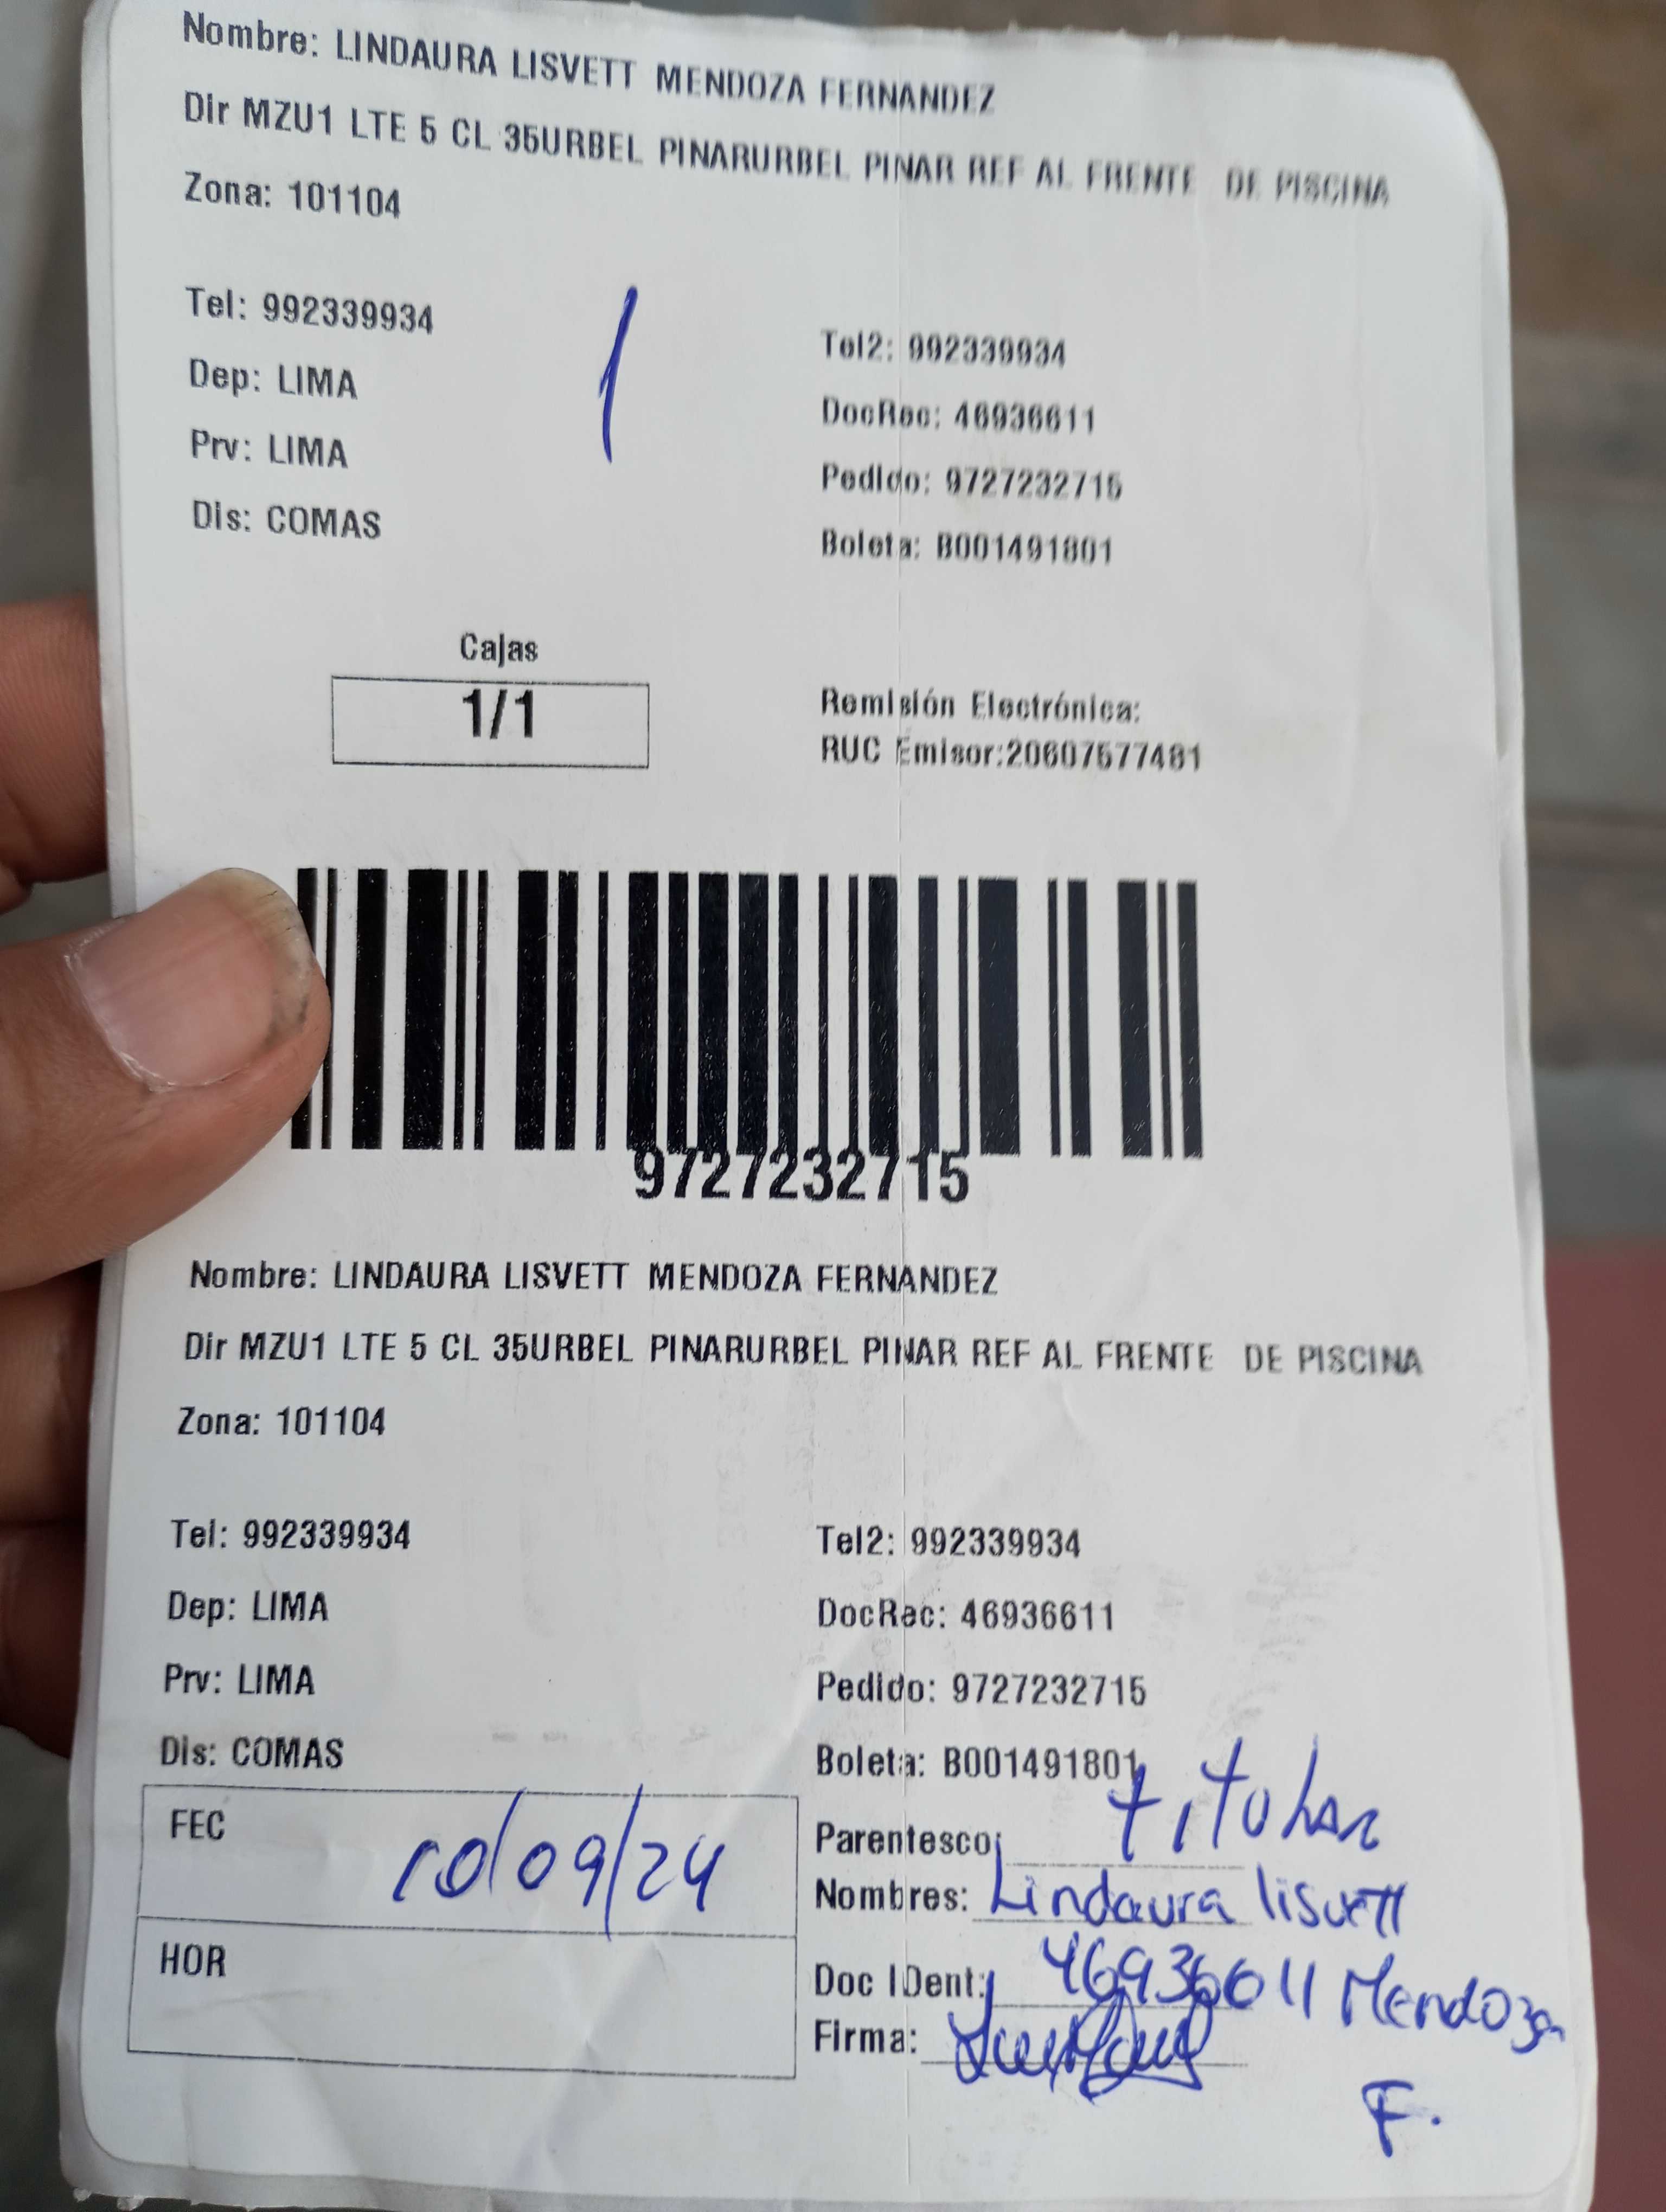 Nombre: LINDAURA LISVETT MENDOZA FERNANDEZ
Dir MZU1 LTE 5 CL 35URBEL PINARURBEL PINAR REF AL FRENTE DE PISCINA
Zona: 101104
Tel: 992339934
Tel2: 992339934
Dep: LIMA
DocRec: 46936611
Prv: LIMA
Pedido: 9727232715
Dis: COMAS
Boleta: B001491801
Cajas
1/1
Remisión Electrónica:
RUC Emisor:20607577481
9727232715
Nombre: LINDAURA LISVETT MENDOZA FERNANDEZ
Dir MZU1 LTE 5 CL 35URBEL PINARURBEL PINAR REF AL FRENTE DE PISCINA
Zona: 101104
Tel: 992339934
Tel2: 992339934
Dep: LIMA
DocRec: 46936611
Prv: LIMA
Pedido: 9727232715
Dis: COMAS
Boleta: B001491801
FEC 10/09/24
HOR
Parentesco: titular
Nombres: Lindaura lisvett
Doc IDent: 46936611 Mendoza
Firma:
F.